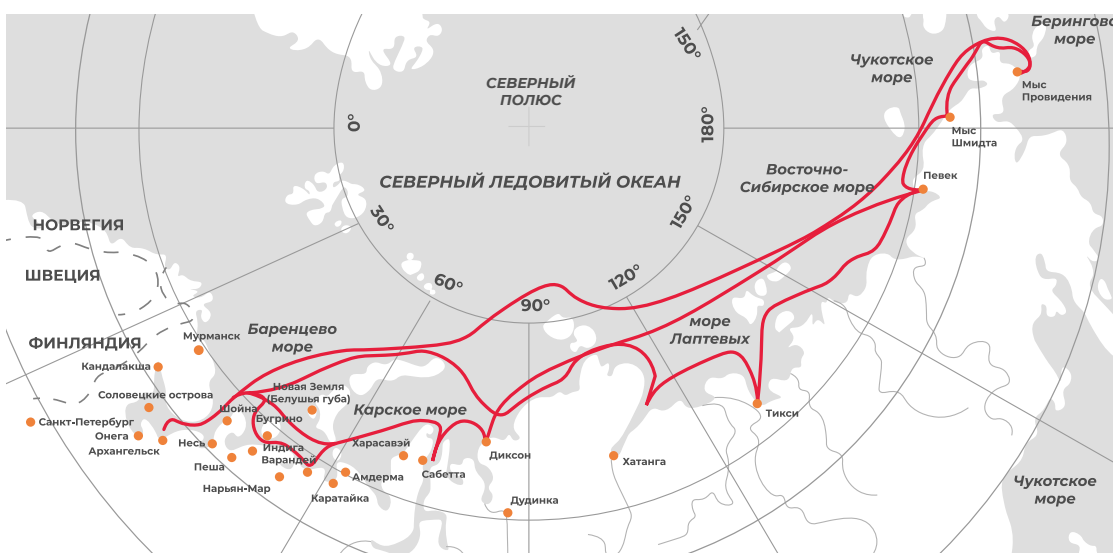 Берингово
море
150°
Чукотское
море
СЕВЕРНЫЙ
ПОЛЮС
Мыс
Провидения
0°
180°
Мыс
Шмидта
Восточно-
Сибирское море
Певек
СЕВЕРНЫЙ ЛЕДОВИТЫЙ ОКЕАН
30°
150°
НОРВЕГИЯ
ШВЕЦИЯ
60°
120°
90°
ФИНЛЯНДИЯ
Мурманск
Баренцево
море
море
Лаптевых
Кандалакша
Новая Земля
(Белушья губа)
Соловецкие острова
Шойна
Бугрино
Карское море
Тикси
Санкт-Петербург
Онега
Архангельск
Несь
Индига
Варандей
Харасавэй
Диксон
Хатанга
Пеша
Сабетта
Амдерма
Нарьян-Мар
Каратайка
Дудинка
Чукотское
море